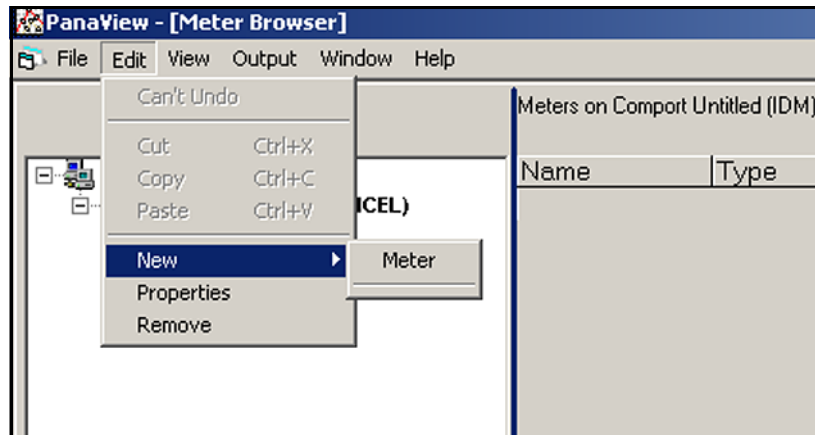 PanaView - [Meter Browser]
File Edit View Output Window Help
Can't Undo
Meters on Comport Untitled (IDM)
Cut Ctrl+X
Name Type
Copy Ctrl+C
Paste Ctrl+V
ICEL)
New Meter
Properties
Remove